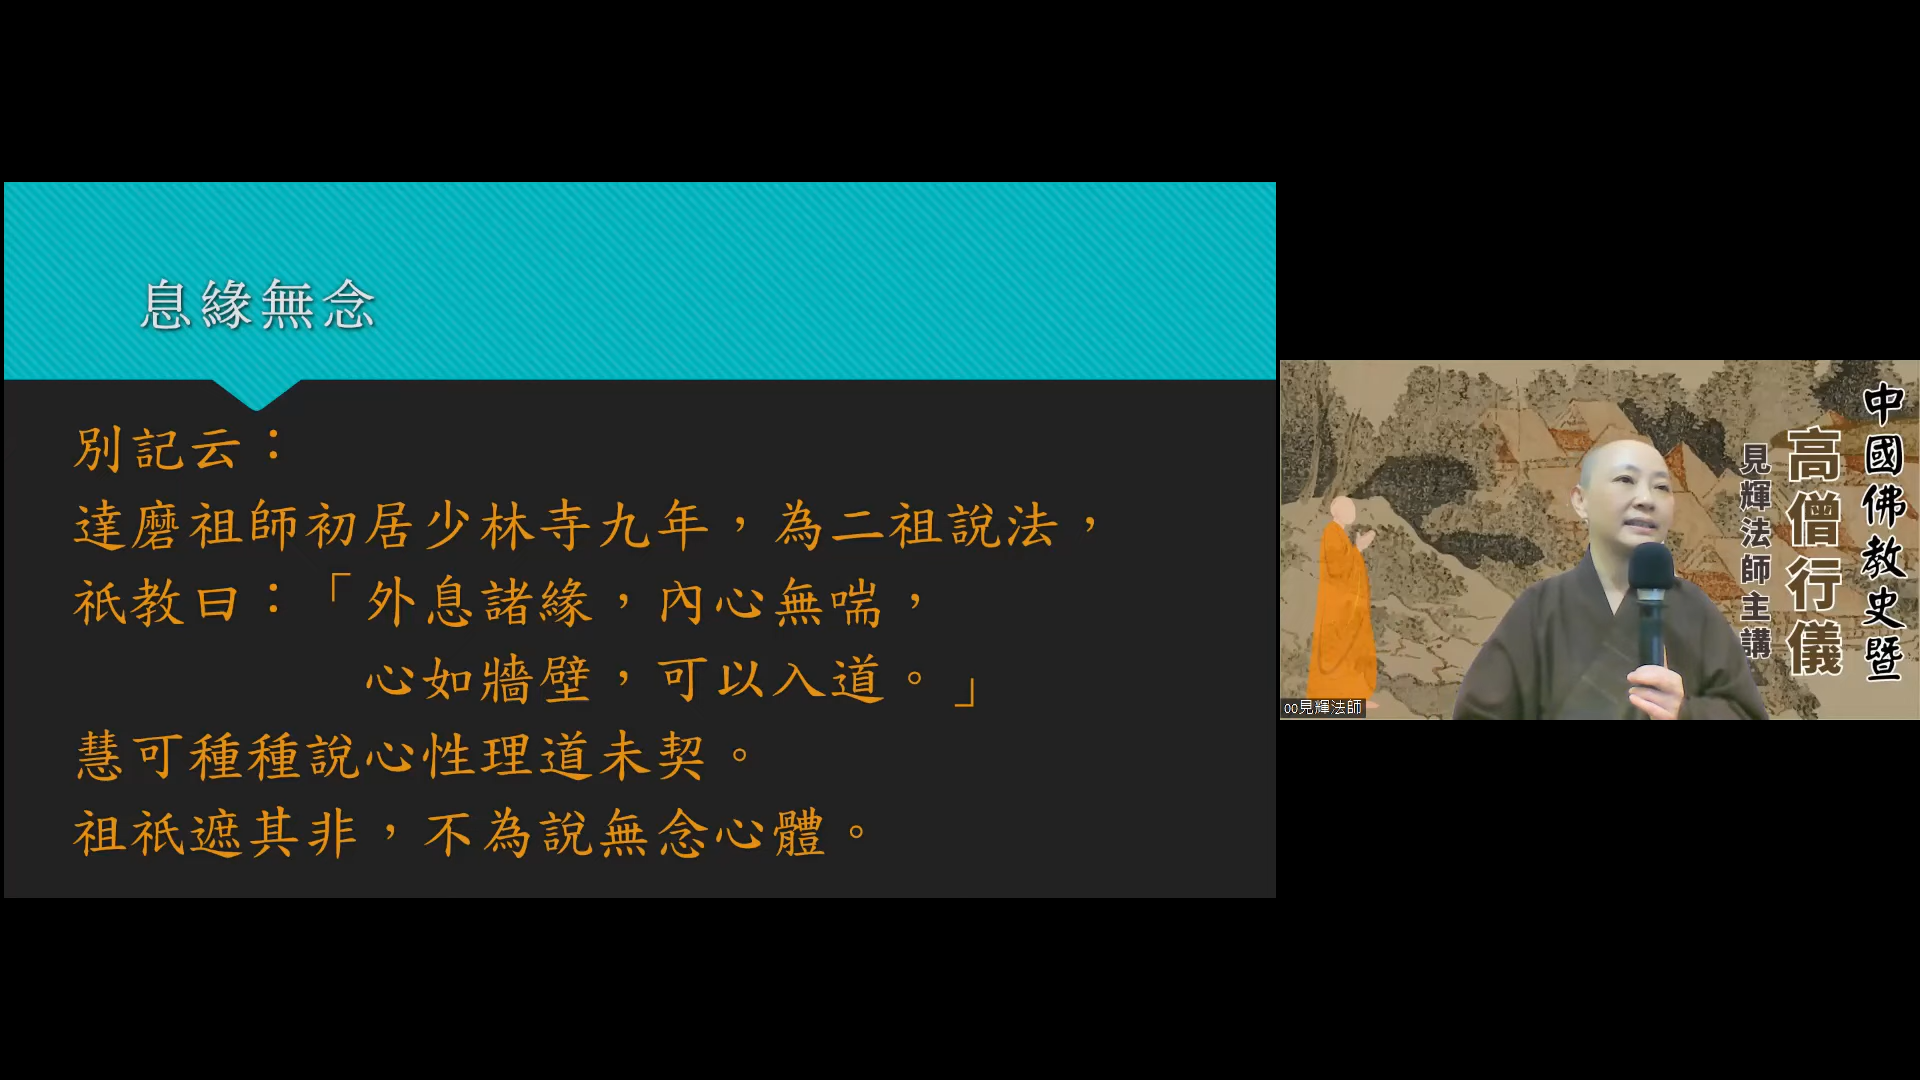 息緣無念
別記云：
達磨祖師初居少林寺九年，為二祖說法，
祇教曰：「外息諸緣，內心無喘，
心如牆壁，可以入道。」
慧可種種說心性理道未契。
祖祇遮其非，不為說無念心體。
中國佛教史暨
高僧行儀
見輝法師主講
00見輝法師